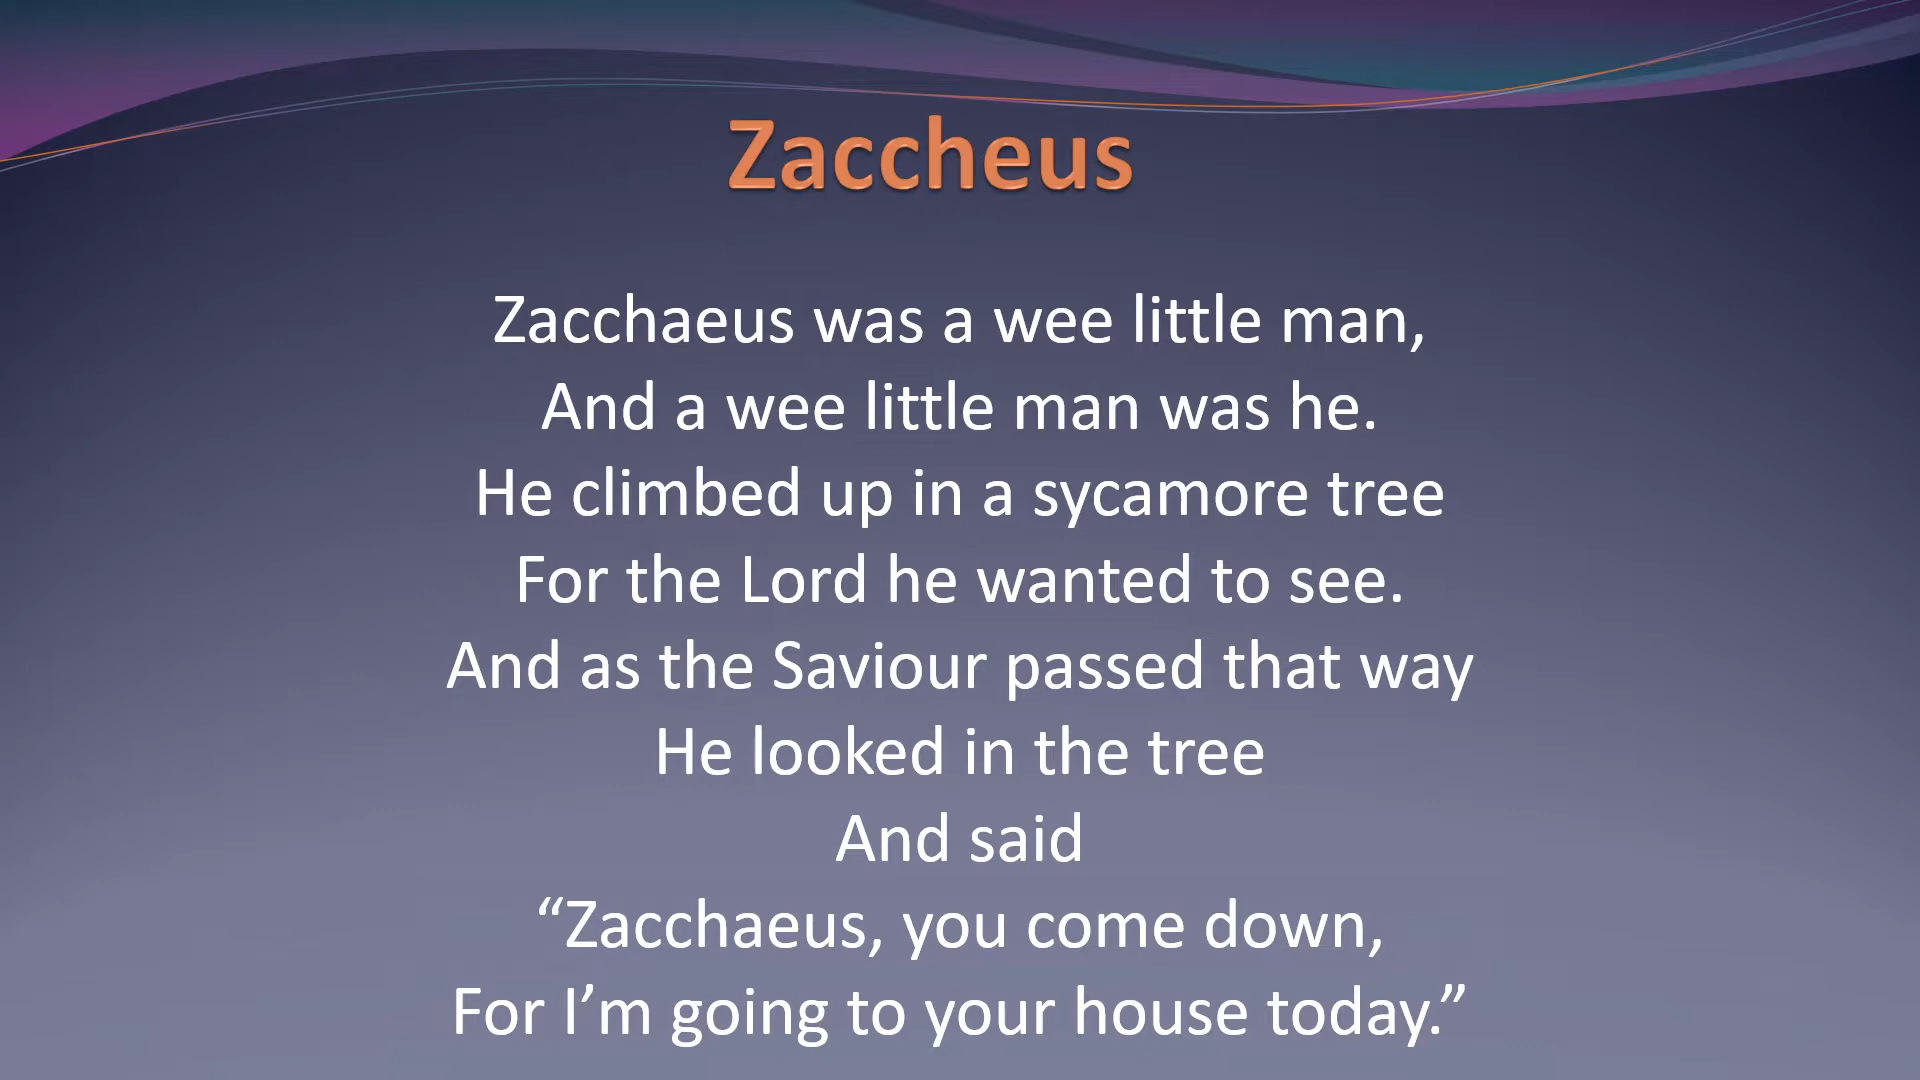 Zaccheus
Zacchaeus was a wee little man,
And a wee little man was he.
He climbed up in a sycamore tree
For the Lord he wanted to see.
And as the Saviour passed that way
He looked in the tree
And said
“Zacchaeus, you come down,
For I’m going to your house today.”